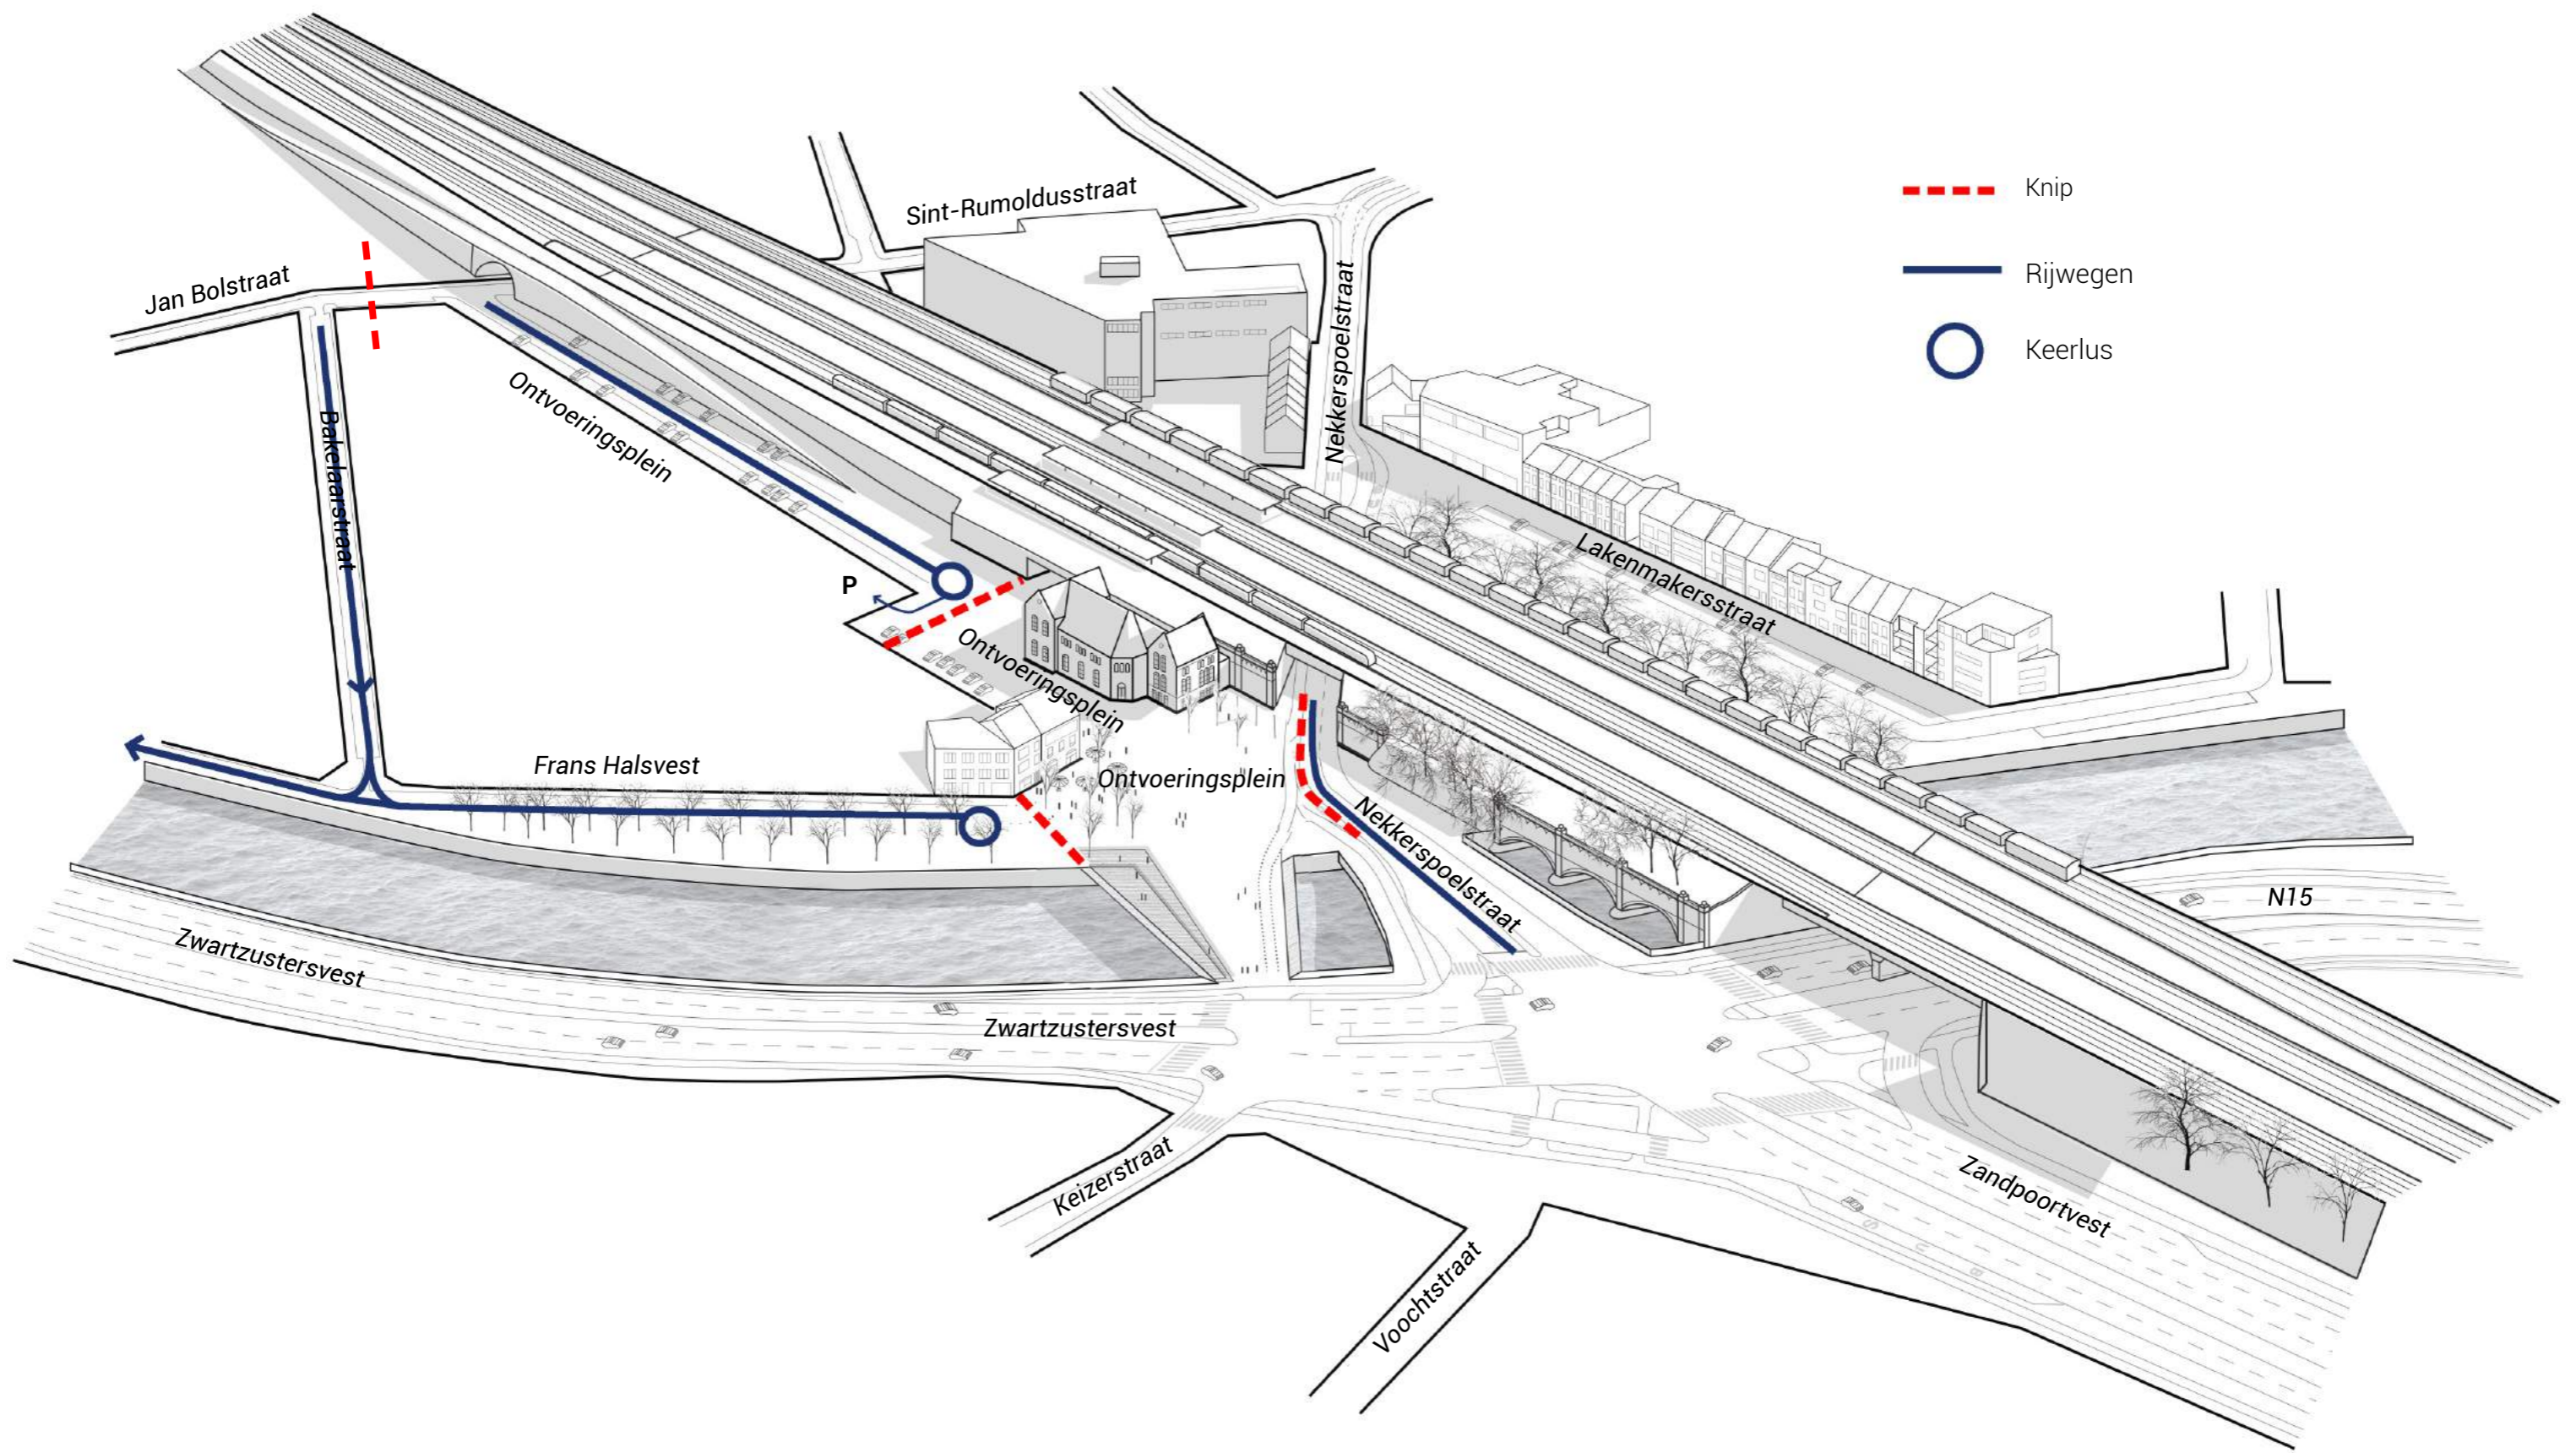 Sint-Rumoldusstraat
Knip
Rijwegen
Keerlus
Jan Bolstraat
Nekkerspoelstraat
Ontvoeringsplein
Bakelaarstraat
Lakenmakersstraat
P
Ontvoeringsplein
Frans Halsvest
Ontvoeringsplein
Nekkerspoelstraat
N15
Zwartzustersvest
Zwartzustersvest
Keizerstraat
Zandpoortvest
Voochtstraat